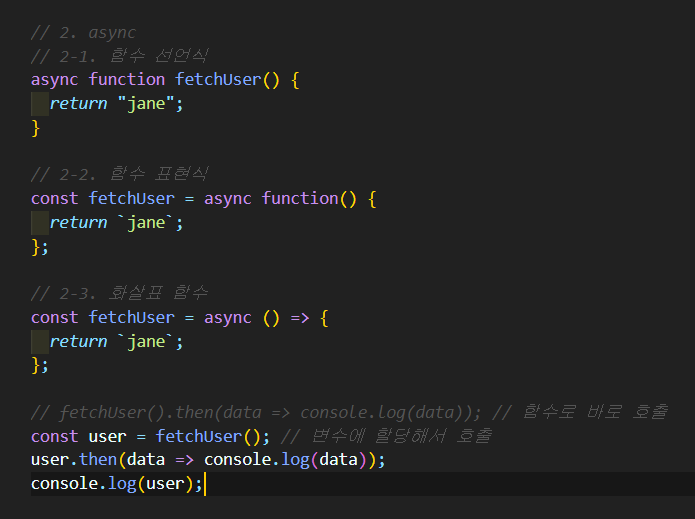 // 2. async
// 2-1. 함수 선언식
async function fetchUser() {
  return "jane";
}
// 2-2. 함수 표현식
const fetchUser = async function() {
  return `jane`;
};
// 2-3. 화살표 함수
const fetchUser = async () => {
  return `jane`;
};
// fetchUser().then(data => console.log(data)); // 함수로 바로 호출
const user = fetchUser(); // 변수에 할당해서 호출
user.then(data => console.log(data));
console.log(user);